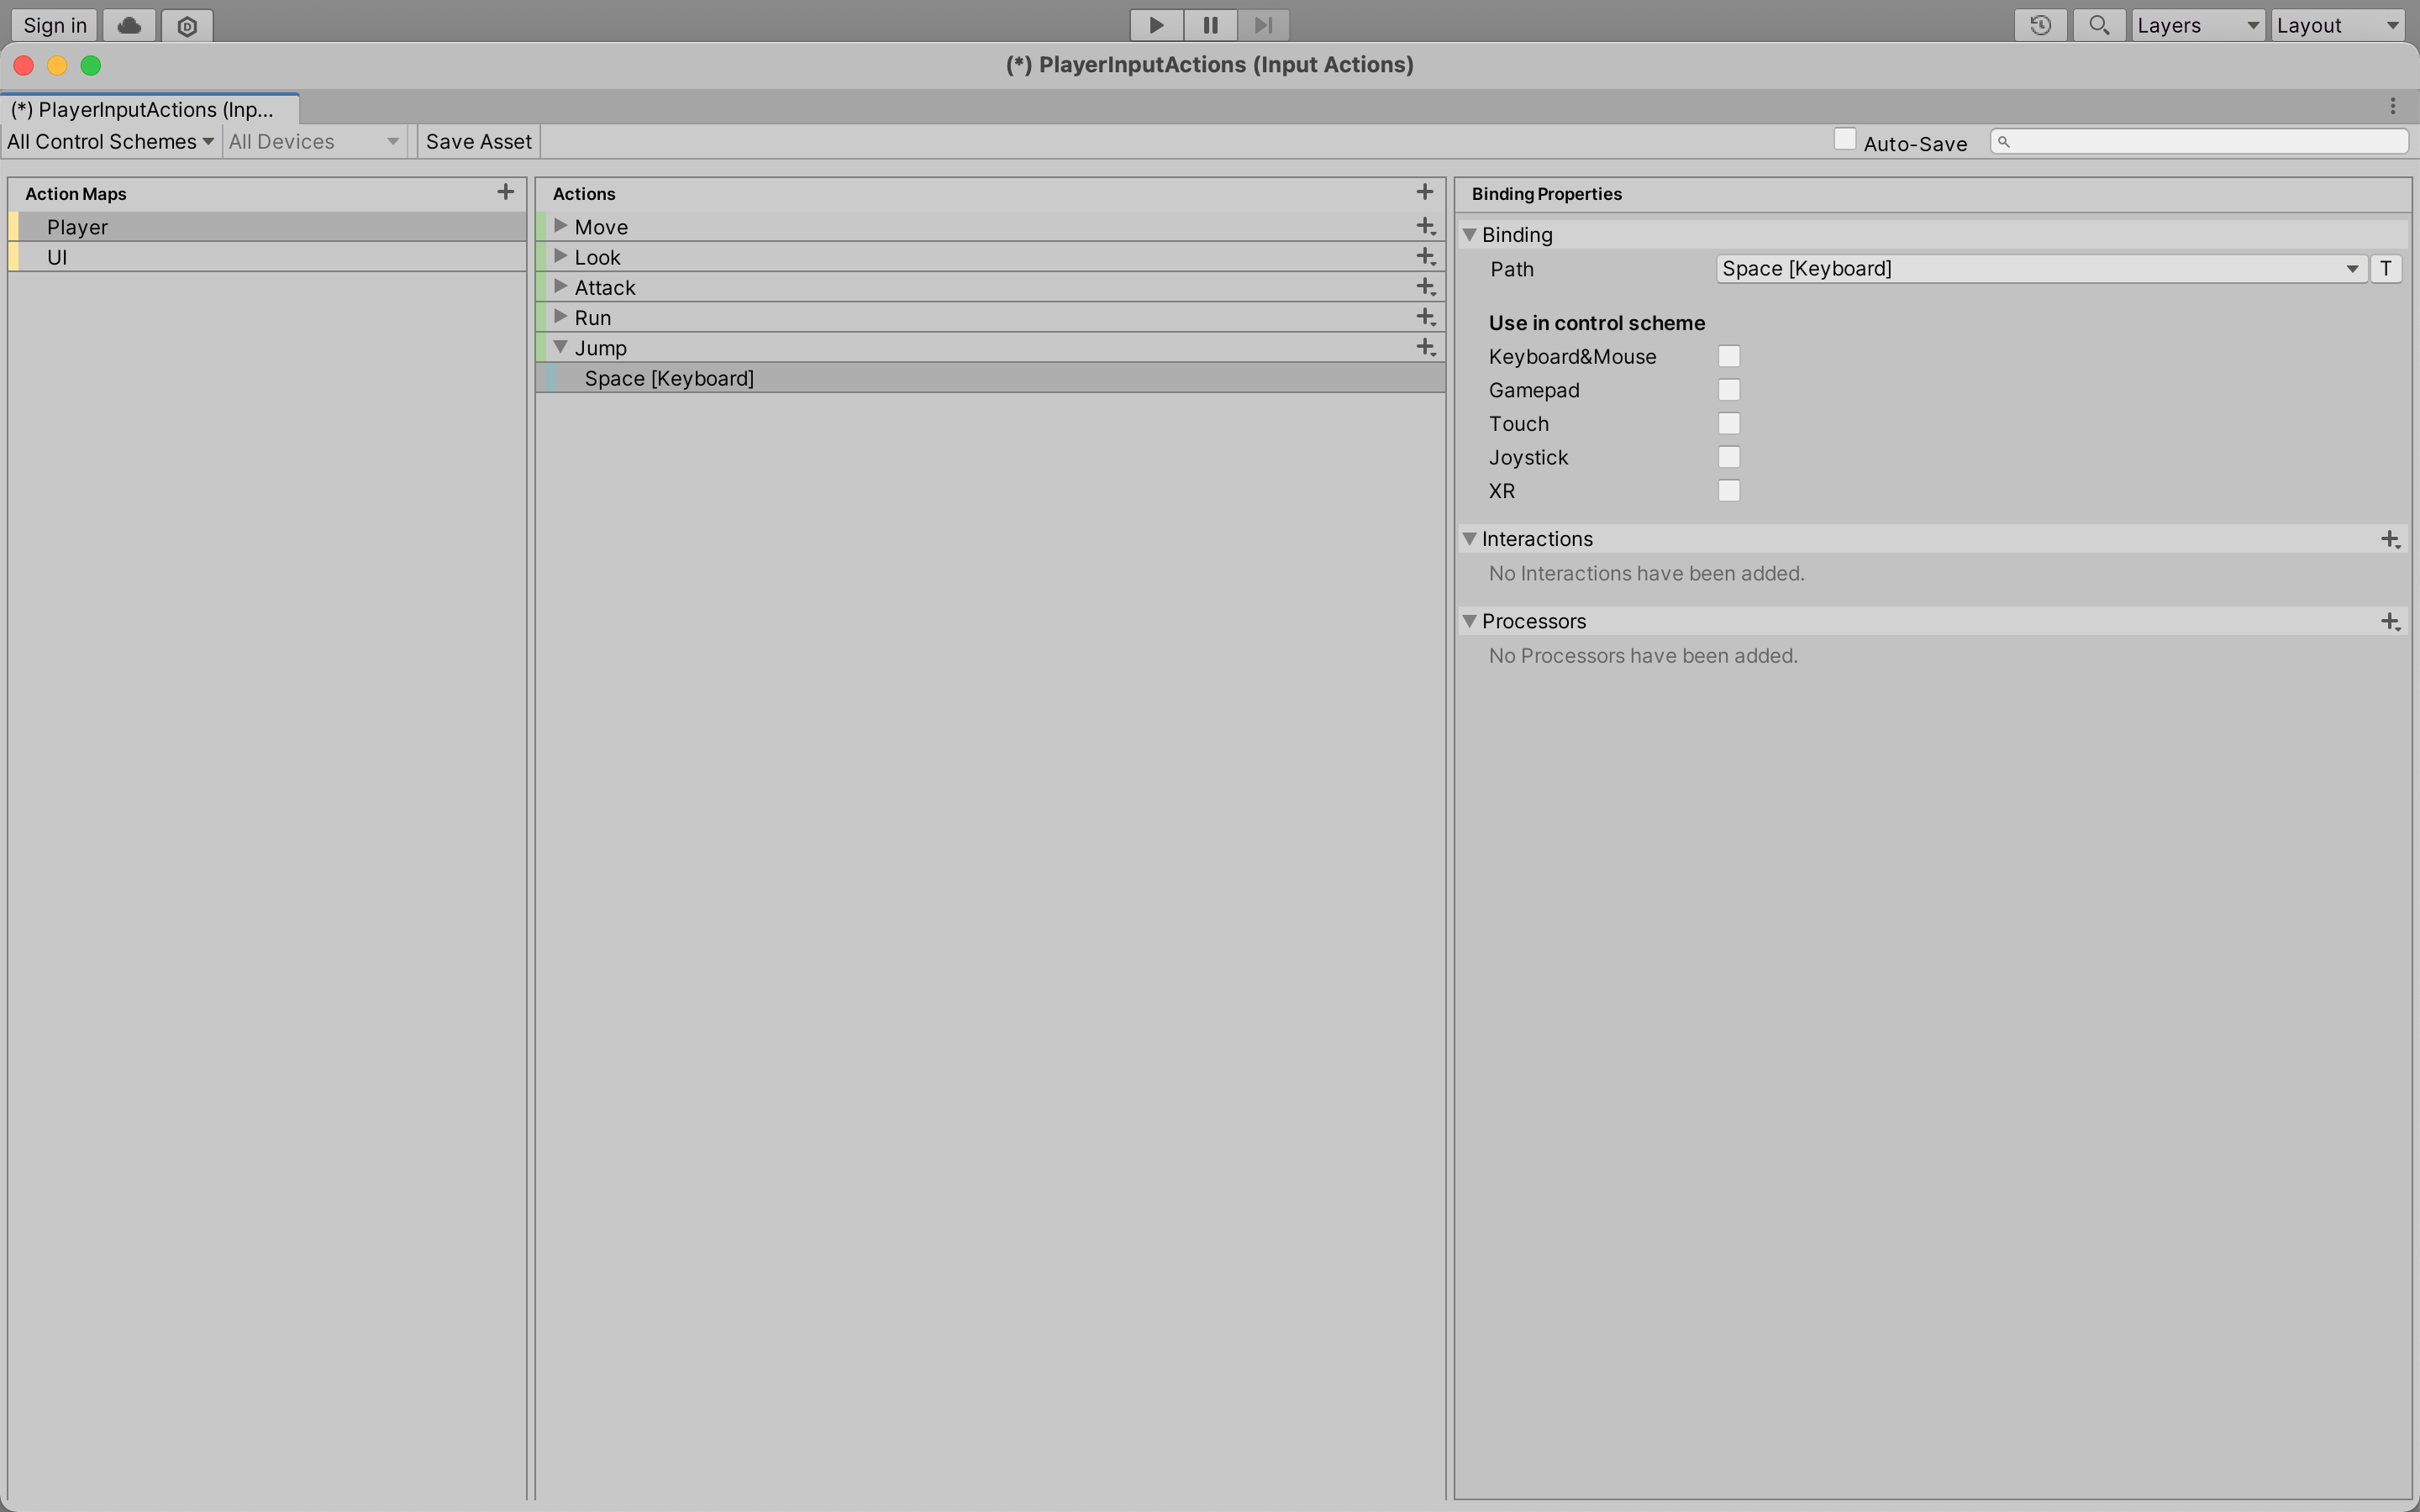 Sign in
Layers
Layout
(*) PlayerInputActions (Input Actions)
(*) PlayerInputActions (Inp...
All Control Schemes
All Devices
Save Asset
Auto-Save
Action Maps
Player
UI
Actions
Move
Look
Attack
Run
Jump
Space [Keyboard]
Binding Properties
Binding
Path
Space [Keyboard]
T
Use in control scheme
Keyboard&Mouse
Gamepad
Touch
Joystick
XR
Interactions
No Interactions have been added.
Processors
No Processors have been added.